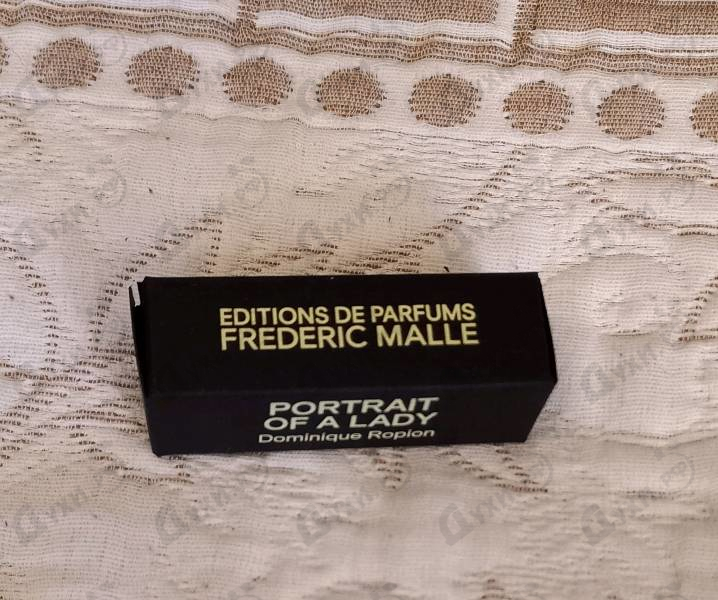 EDITIONS DE PARFUMS
FREDERIC MALLE
PORTRAIT
OF A LADY
Dominique Ropion